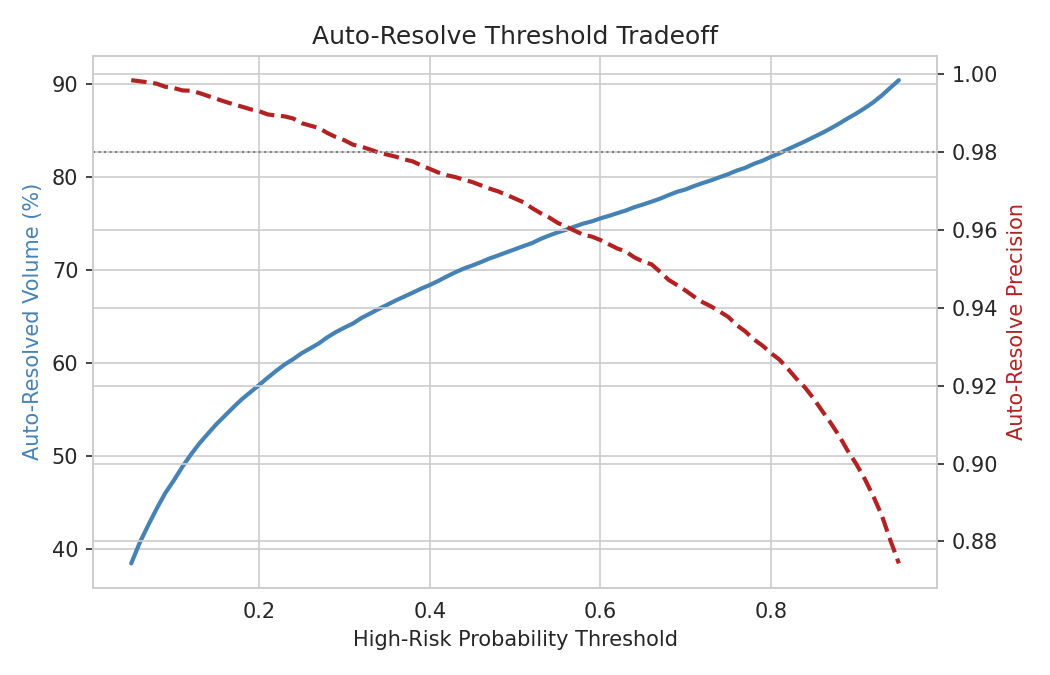 Auto-Resolve Threshold Tradeoff
Auto-Resolved Volume (%)
90
80
70
60
50
40
1.00
0.98
0.96
0.94
0.92
0.90
0.88
Auto-Resolve Precision
0.2 0.4 0.6 0.8
High-Risk Probability Threshold